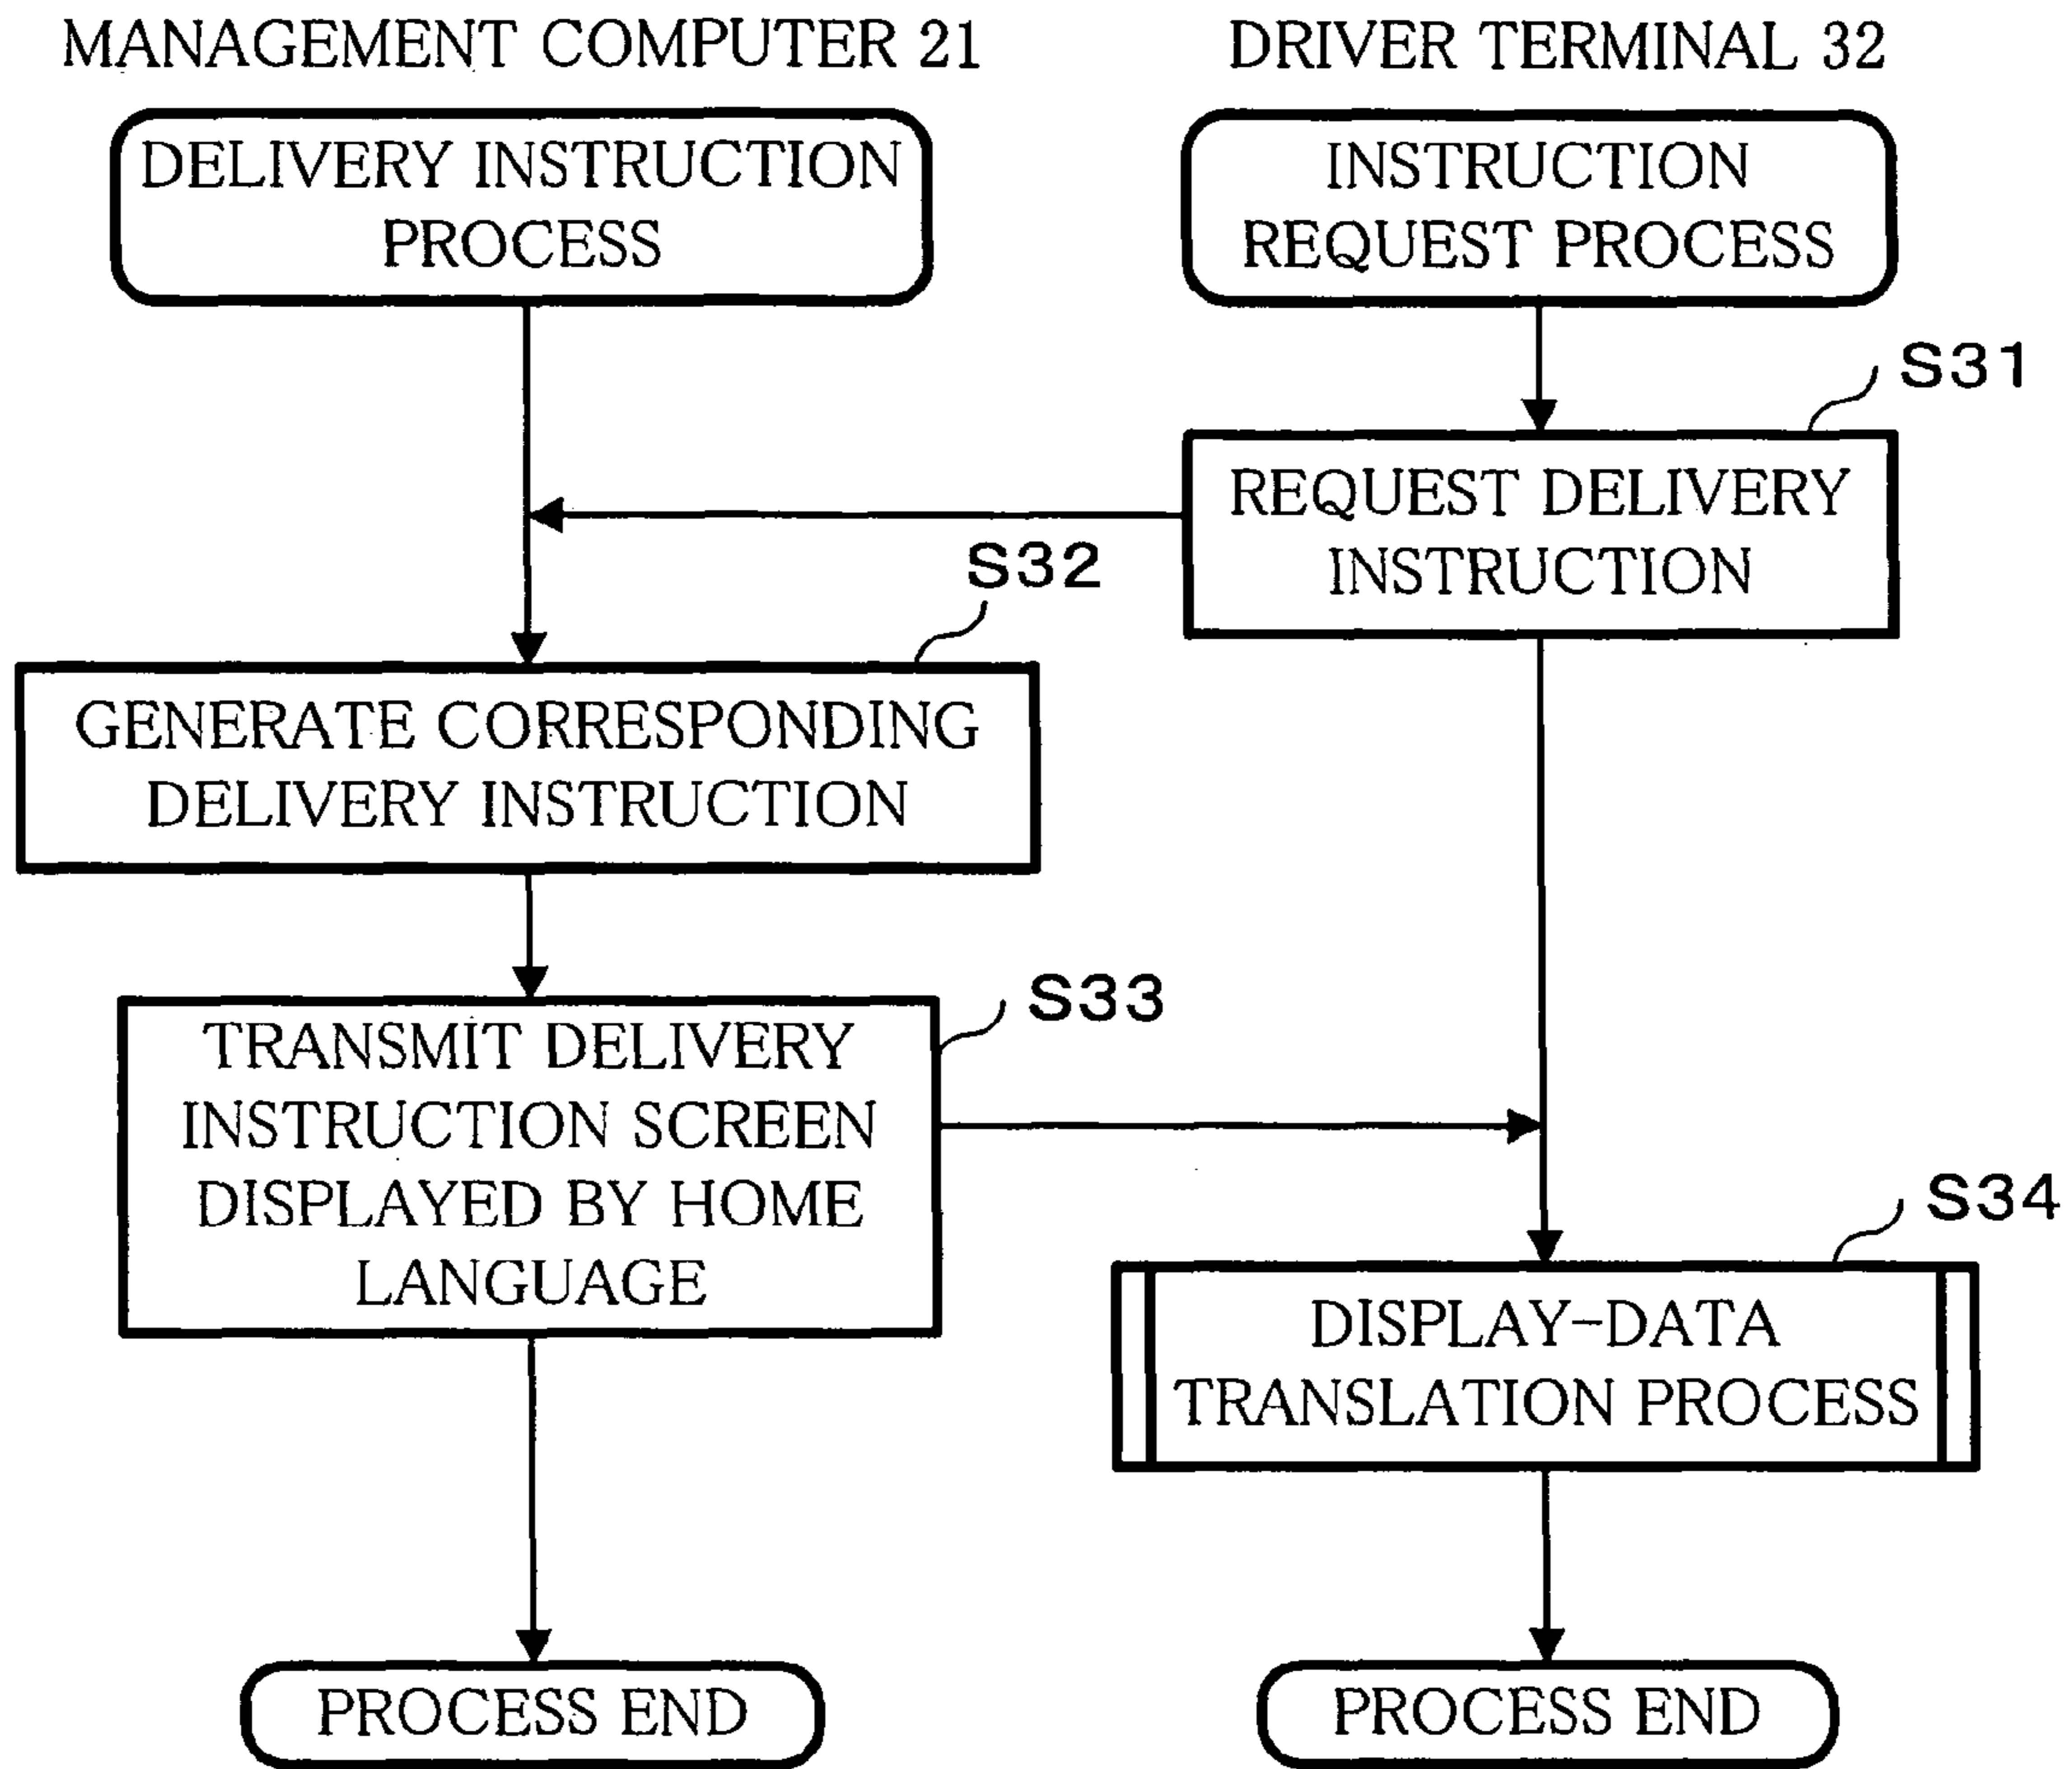 MANAGEMENT COMPUTER 21
DRIVER TERMINAL 32
DELIVERY INSTRUCTION
PROCESS
INSTRUCTION
REQUEST PROCESS
S31
REQUEST DELIVERY
INSTRUCTION
S32
GENERATE CORRESPONDING
DELIVERY INSTRUCTION
S33
TRANSMIT DELIVERY
INSTRUCTION SCREEN
DISPLAYED BY HOME
LANGUAGE
S34
DISPLAY-DATA
TRANSLATION PROCESS
PROCESS END
PROCESS END